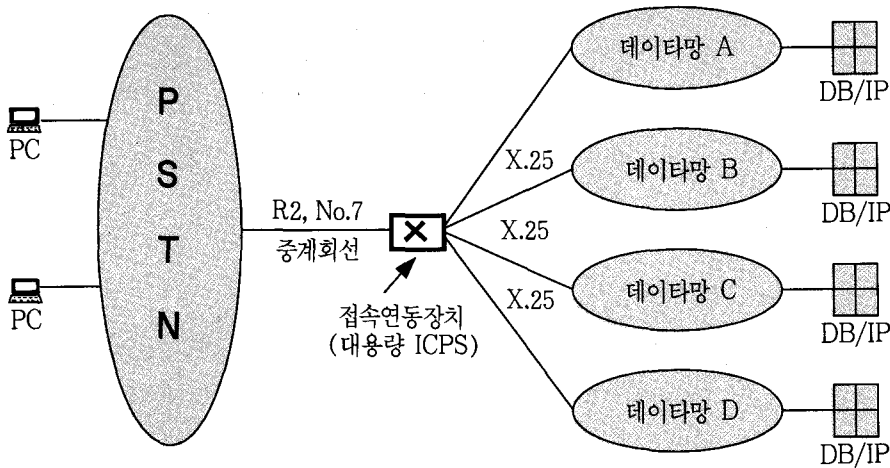 PC
PC
P
S
T
N
R2, No.7
중계회선
접속연동장치
(대용량 ICPS)
X.25
X.25
X.25
데이타망 A
DB/IP
데이타망 B
DB/IP
데이타망 C
DB/IP
데이타망 D
DB/IP